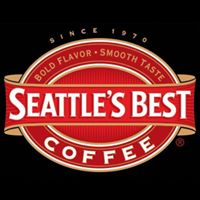 SINCE 1970
BOLD FLAVOR • SMOOTH TASTE
SEATTLE'S BEST
COFFEE ®